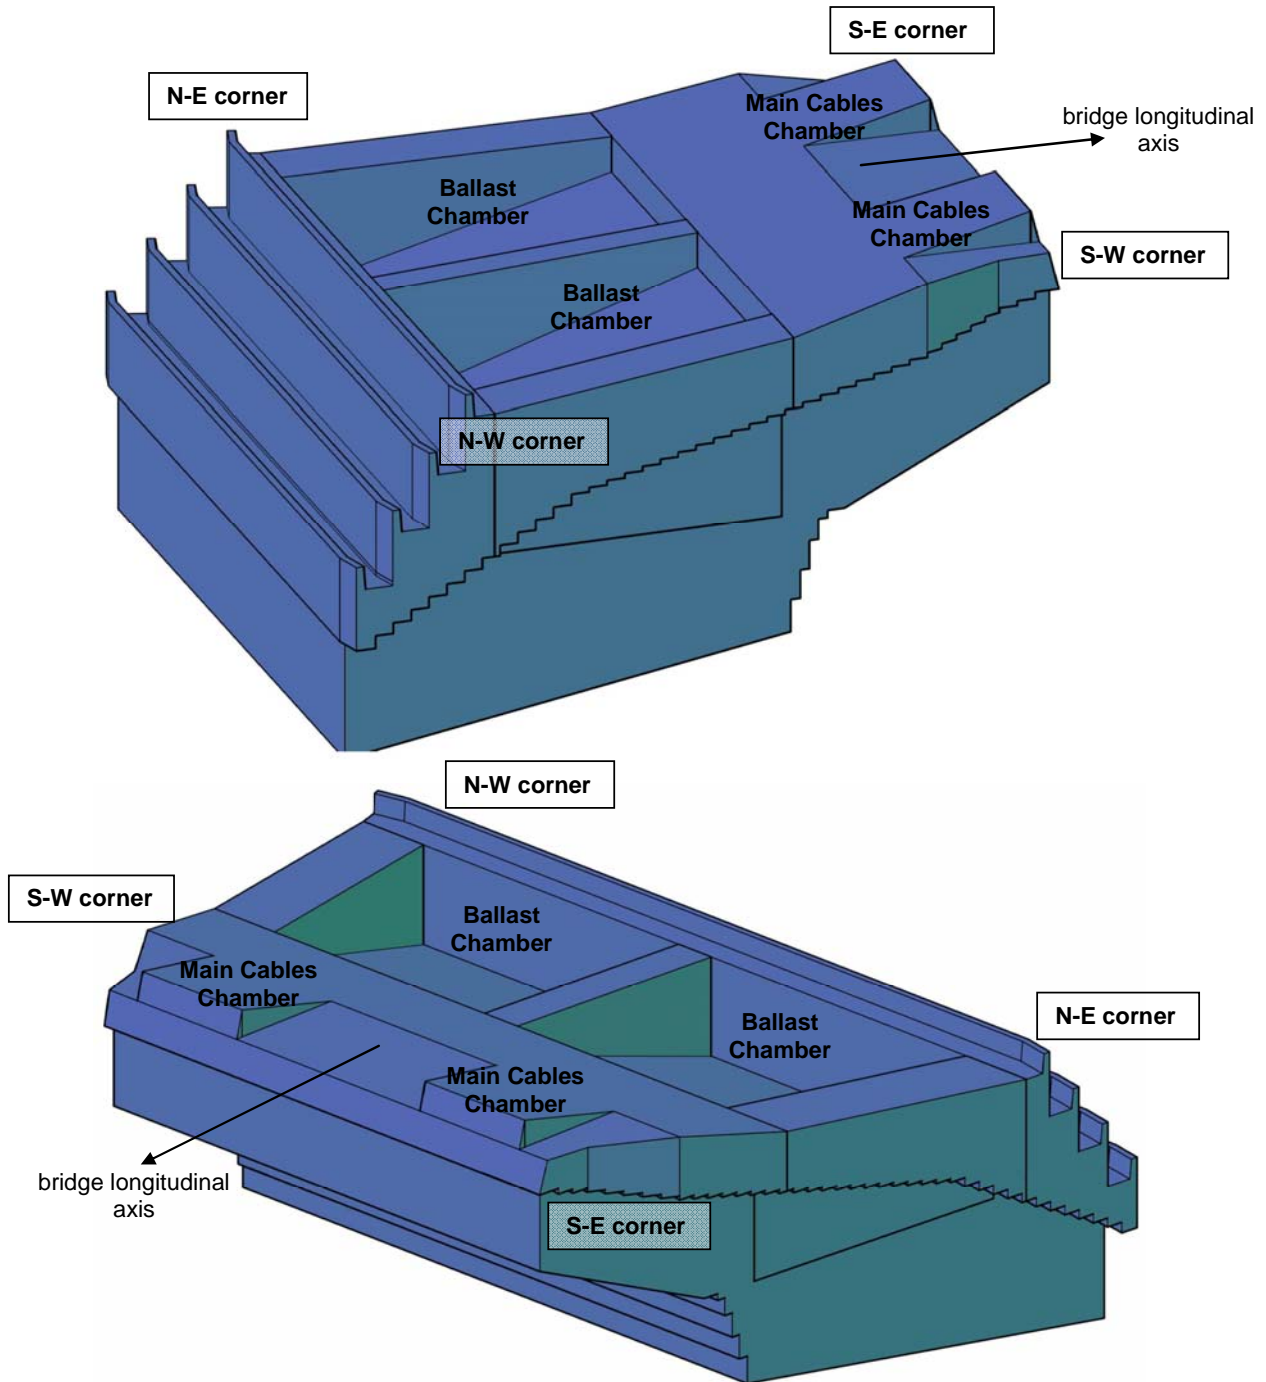 S-E corner
N-E corner
Main Cables
Chamber
bridge longitudinal
axis
Ballast
Chamber
Main Cables
Chamber
S-W corner
Ballast
Chamber
N-W corner
N-W corner
S-W corner
Ballast
Chamber
Main Cables
Chamber
N-E corner
Ballast
Chamber
Main Cables
Chamber
bridge longitudinal
axis
S-E corner